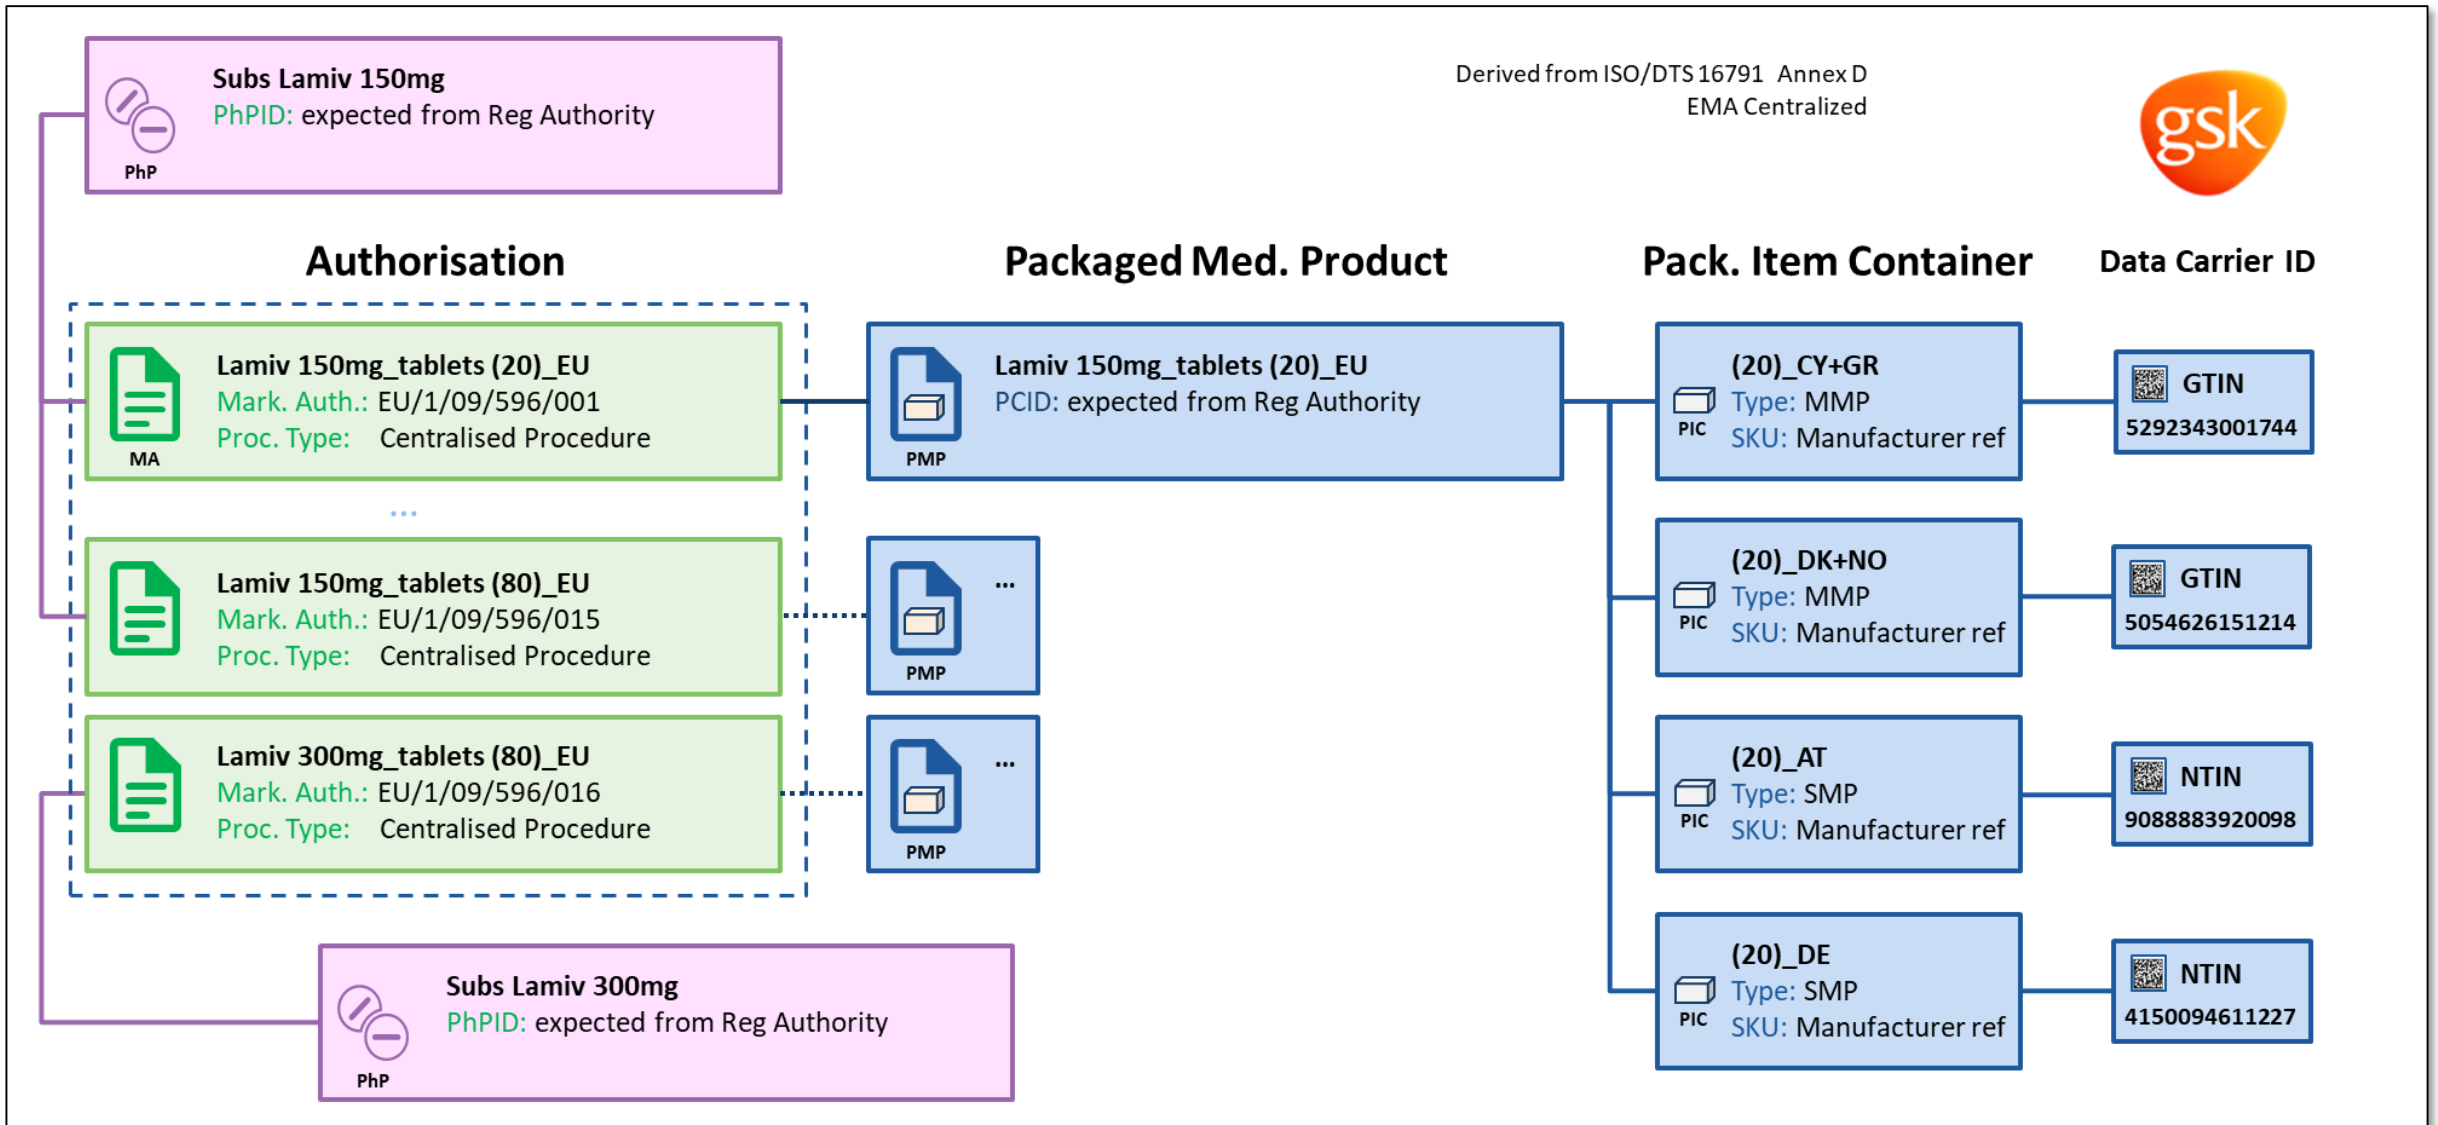 Subs Lamiv 150mg
PhPID: expected from Reg Authority
PhP
Derived from ISO/DTS 16791 Annex D
EMA Centralized
gsk
Authorisation
Packaged Med. Product
Pack. Item Container
Data Carrier ID
Lamiv 150mg_tablets (20)_EU
Mark. Auth.: EU/1/09/596/001
Proc. Type: Centralised Procedure
MA
Lamiv 150mg_tablets (20)_EU
PCID: expected from Reg Authority
PMP
(20)_CY+GR
Type: MMP
SKU: Manufacturer ref
PIC
GTIN
5292343001744
...
Lamiv 150mg_tablets (80)_EU
Mark. Auth.: EU/1/09/596/015
Proc. Type: Centralised Procedure
...
PMP
(20)_DK+NO
Type: MMP
SKU: Manufacturer ref
PIC
GTIN
5054626151214
Lamiv 300mg_tablets (80)_EU
Mark. Auth.: EU/1/09/596/016
Proc. Type: Centralised Procedure
...
PMP
(20)_AT
Type: SMP
SKU: Manufacturer ref
PIC
NTIN
9088883920098
(20)_DE
Type: SMP
SKU: Manufacturer ref
PIC
NTIN
4150094611227
Subs Lamiv 300mg
PhPID: expected from Reg Authority
PhP